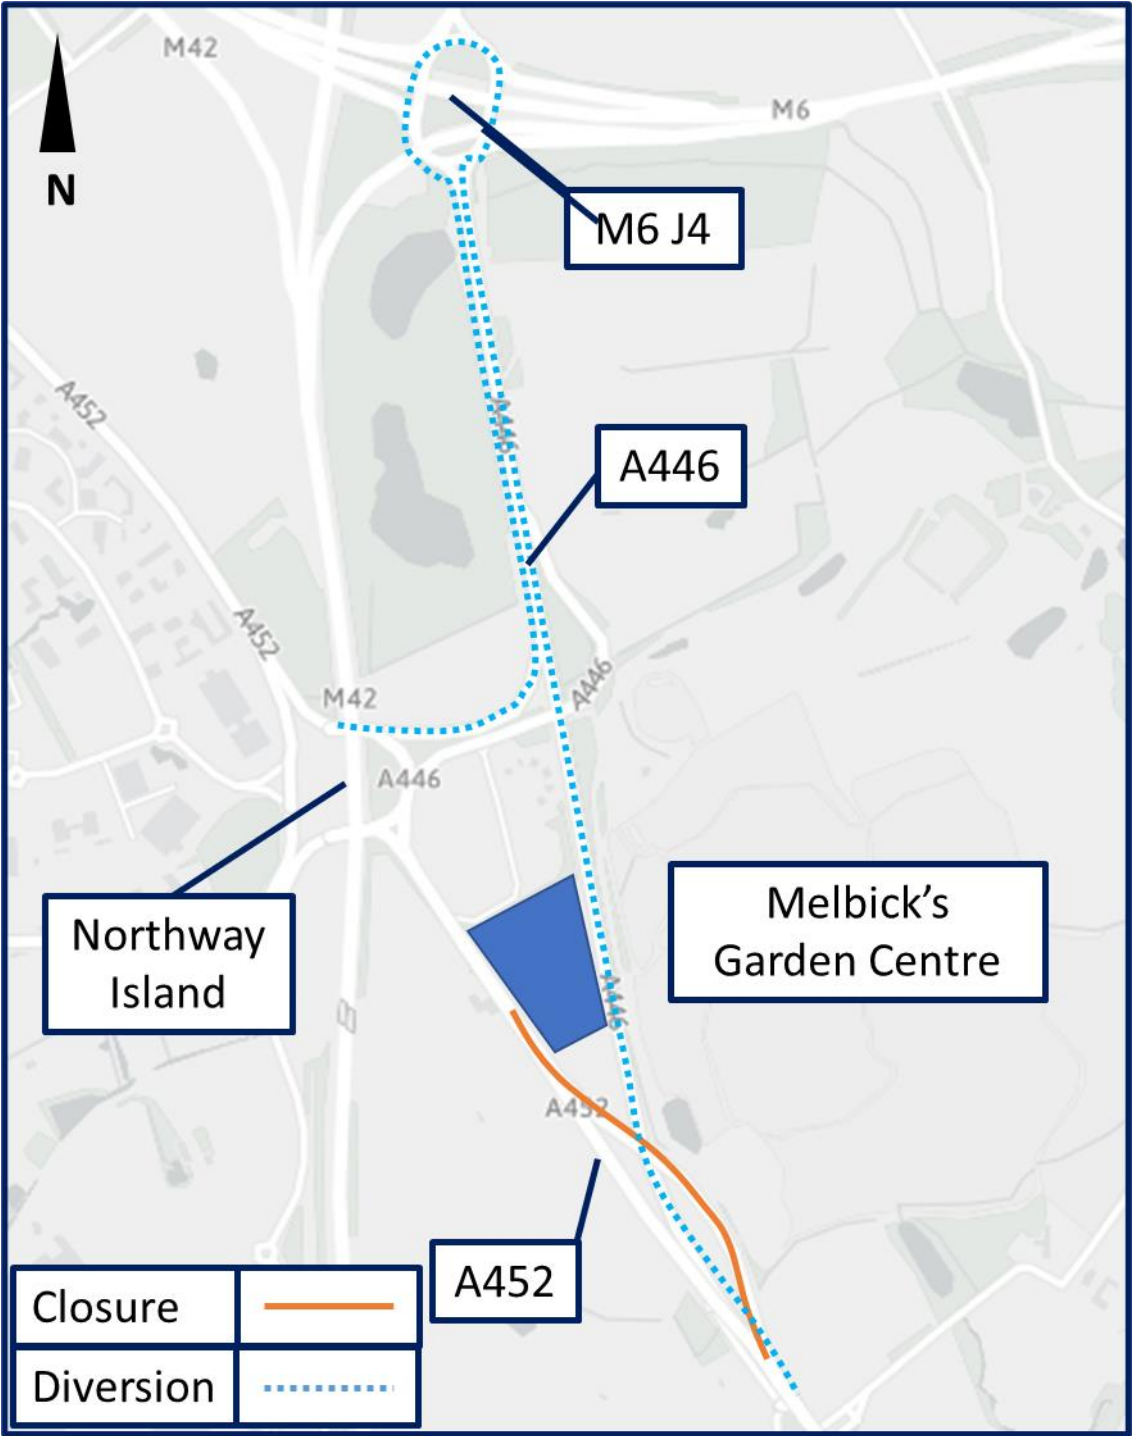 M42
M6
N
M6 J4
A452
A446
A446
A452
A446
M42
A446
Northway
Island
Melbick’s
Garden Centre
A446
A452
A452
Closure
Diversion